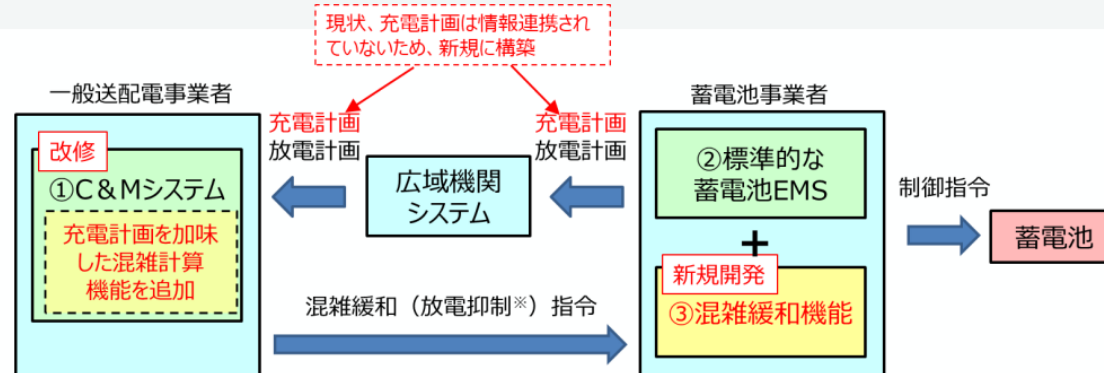 現状、充電計画は情報連携され
ていないため、新規に構築
一般送配電事業者
蓄電池事業者
改修
①C&Mシステム
充電計画を加味
した混雑計算
機能を追加
充電計画
放電計画
広域機関
システム
充電計画
放電計画
②標準的な
蓄電池EMS
+
新規開発
③混雑緩和機能
制御指令
蓄電池
混雑緩和（放電抑制※）指令